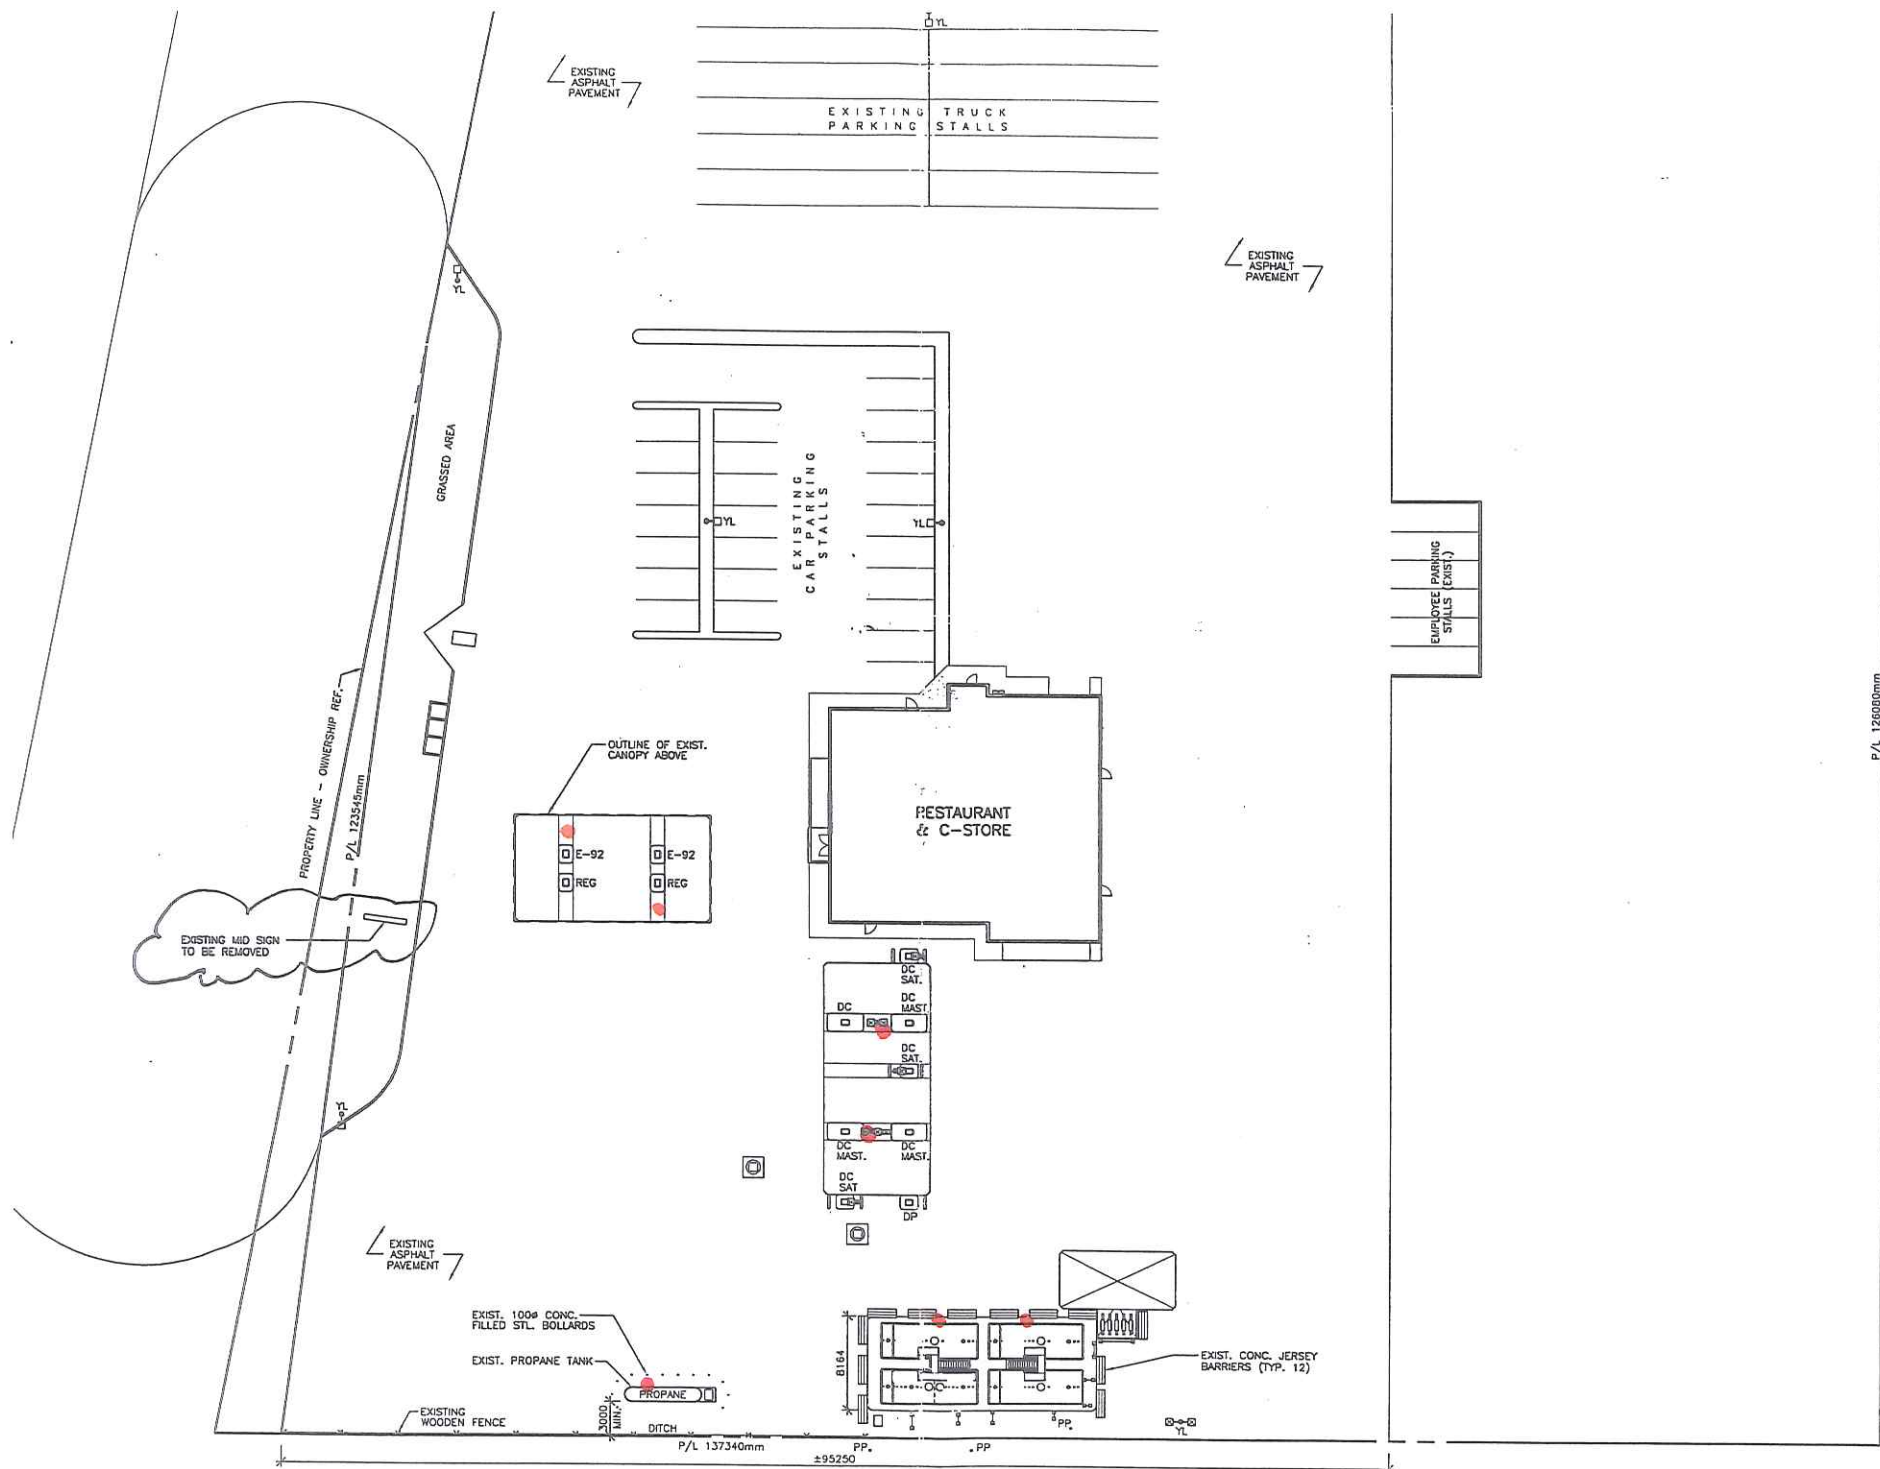 YL
EXISTING
ASPHALT
PAVEMENT
EXISTING TRUCK
PARKING STALLS
EXISTING
ASPHALT
PAVEMENT
YL
GRASSED AREA
EXISTING
CAR PARKING
STALLS
YL
YL
EMPLOYEE PARKING
STALLS (EXIST.)
P/L 126080mm
PROPERTY LINE - OWNERSHIP REF.
P/L 123545mm
OUTLINE OF EXIST.
CANOPY ABOVE
E-92
E-92
REG
REG
RESTAURANT
& C-STORE
EXISTING MID SIGN
TO BE REMOVED
DC
SAT.
DC
DC
MAST
DC
SAT.
YL
DC
MAST.
DC
MAST.
DC
SAT
DP
EXISTING
ASPHALT
PAVEMENT
EXIST. 100ø CONC.
FILLED STL. BOLLARDS
EXIST. PROPANE TANK
PROPANE
8164
EXIST. CONC. JERSEY
BARRIERS (TYP. 12)
3000
MIN.
EXISTING
WOODEN FENCE
DITCH
PP.
YL
P/L 137340mm
PP.
.PP
±95250